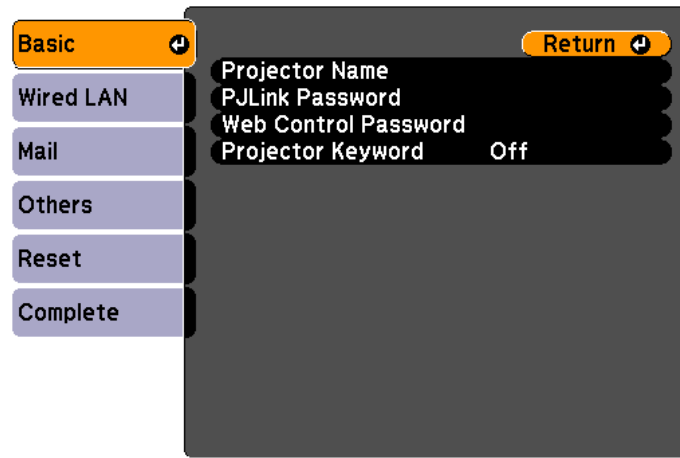 Basic
Wired LAN
Mail
Others
Reset
Complete
Return
Projector Name
PJLink Password
Web Control Password
Projector Keyword Off